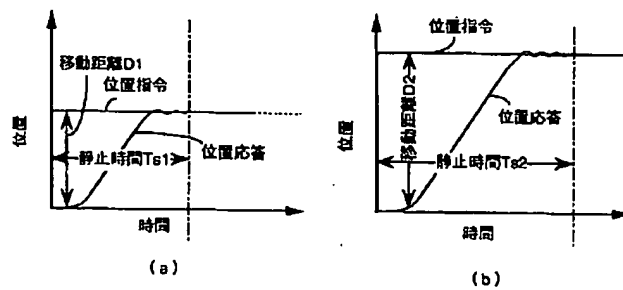 移動距離D1
位置指令
位置
位置応答
静止時間Ts1
時間
(a)
位置指令
位置
移動距離D2
位置応答
静止時間Ts2
時間
(b)